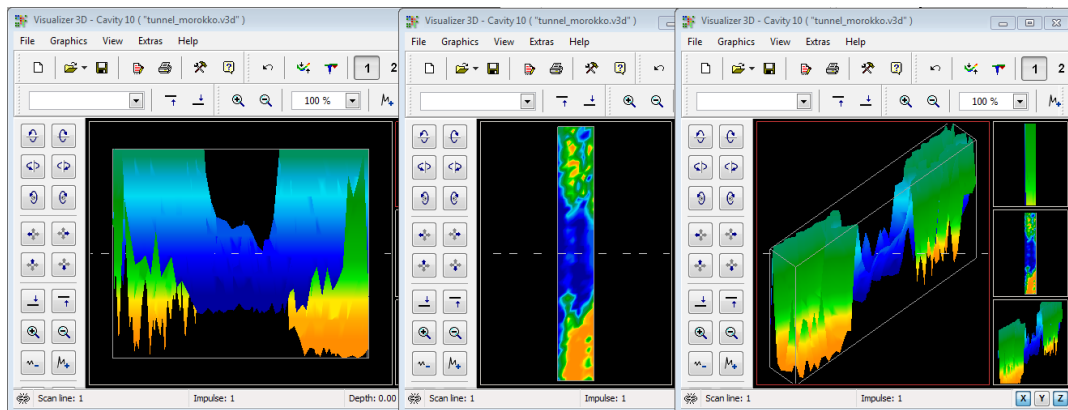 Visualizer 3D - Cavity 10 ( "tunnel_morokko.v3d")
File Graphics View Extras Help
1 2
100 %
M+
M+
Scan line: 1 Impulse: 1 Depth: 0.00
Visualizer 3D - Cavity 10 ( "tunnel_morokko.v3d")
File Graphics View Extras Help
M+
Scan line: 1 Impulse: 1
Visualizer 3D - Cavity 10 ( "tunnel_morokko.v3d")
File Graphics View Extras Help
1 2
100 %
M+
M+
Scan line: 1 Impulse: 1 X Y Z